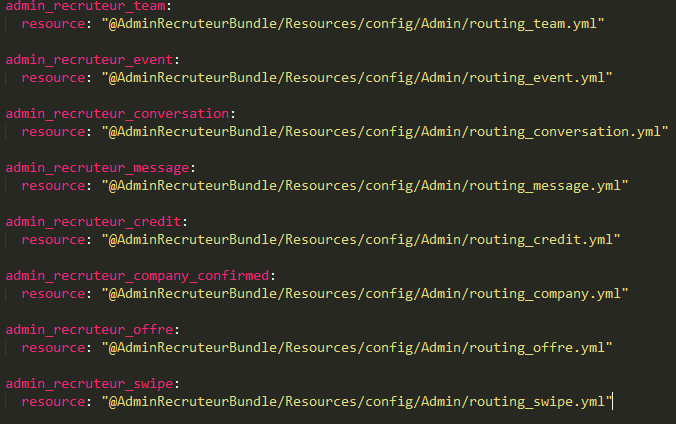 admin_recruteur_team:
resource: "@AdminRecruteurBundle/Resources/config/Admin/routing_team.yml"
admin_recruteur_event:
resource: "@AdminRecruteurBundle/Resources/config/Admin/routing_event.yml"
admin_recruteur_conversation:
resource: "@AdminRecruteurBundle/Resources/config/Admin/routing_conversation.yml"
admin_recruteur_message:
resource: "@AdminRecruteurBundle/Resources/config/Admin/routing_message.yml"
admin_recruteur_credit:
resource: "@AdminRecruteurBundle/Resources/config/Admin/routing_credit.yml"
admin_recruteur_company_confirmed:
resource: "@AdminRecruteurBundle/Resources/config/Admin/routing_company.yml"
admin_recruteur_offre:
resource: "@AdminRecruteurBundle/Resources/config/Admin/routing_offre.yml"
admin_recruteur_swipe:
resource: "@AdminRecruteurBundle/Resources/config/Admin/routing_swipe.yml"